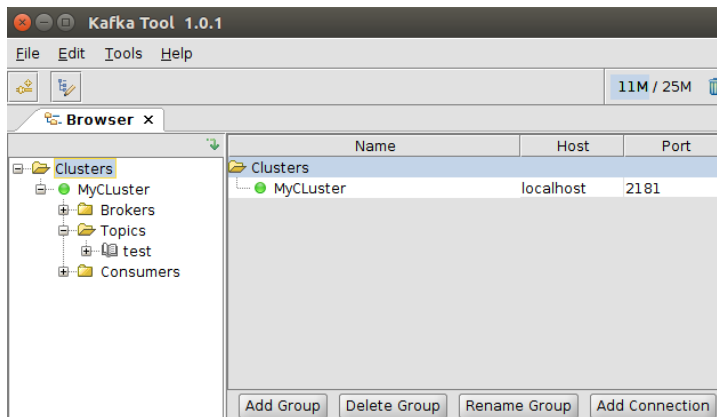 Kafka Tool 1.0.1
File Edit Tools Help
11M / 25M
Browser X
Name Host Port
Clusters
MyCLuster
Brokers
Topics
test
Consumers
Clusters
MyCLuster localhost 2181
Add Group Delete Group Rename Group Add Connection